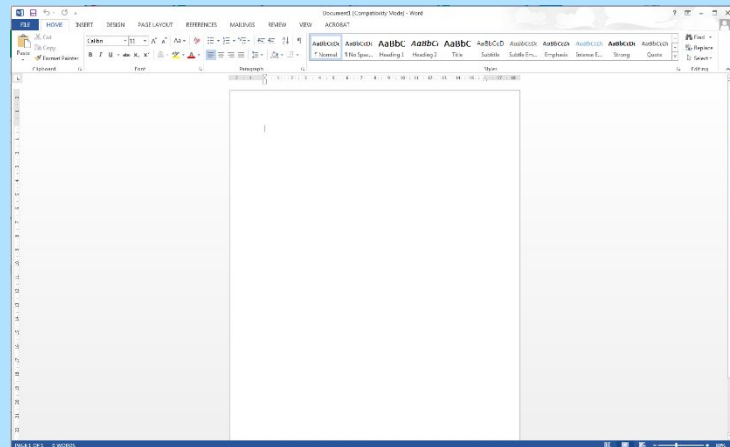 Document1 [Compatibility Mode] - Word
FILE HOME INSERT DESIGN PAGE LAYOUT REFERENCES MAILINGS REVIEW VIEW ACROBAT
Cut
Copy
Format Painter
Paste
Calibri 11
AaBbCcDc AaBbCcDc AaBbC AaBbCc AaBbC AaBbCcD AaBbCcDc AaBbCcDc AaBbCcDc AaBbCcDc AaBbCcDc
¶ Normal ¶ No Spac... Heading 1 Heading 2 Title Subtitle Subtle Em... Emphasis Intense E... Strong Quote
Find
Replace
Select
Clipboard Font Paragraph Styles Editing
PAGE 1 OF 1 0 WORDS